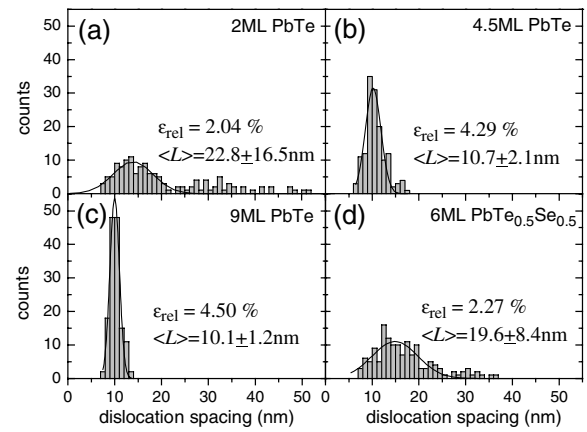 (a) 2ML PbTe
50
40
30
20
10
0
counts
ε_rel = 2.04 %
<L>=22.8±16.5nm
(b) 4.5ML PbTe
ε_rel = 4.29 %
<L>=10.7±2.1nm
(c) 9ML PbTe
50
40
30
20
10
0
counts
ε_rel = 4.50 %
<L>=10.1±1.2nm
0 10 20 30 40 50
dislocation spacing (nm)
(d) 6ML PbTe0.5Se0.5
ε_rel = 2.27 %
<L>=19.6±8.4nm
0 10 20 30 40 50
dislocation spacing (nm)